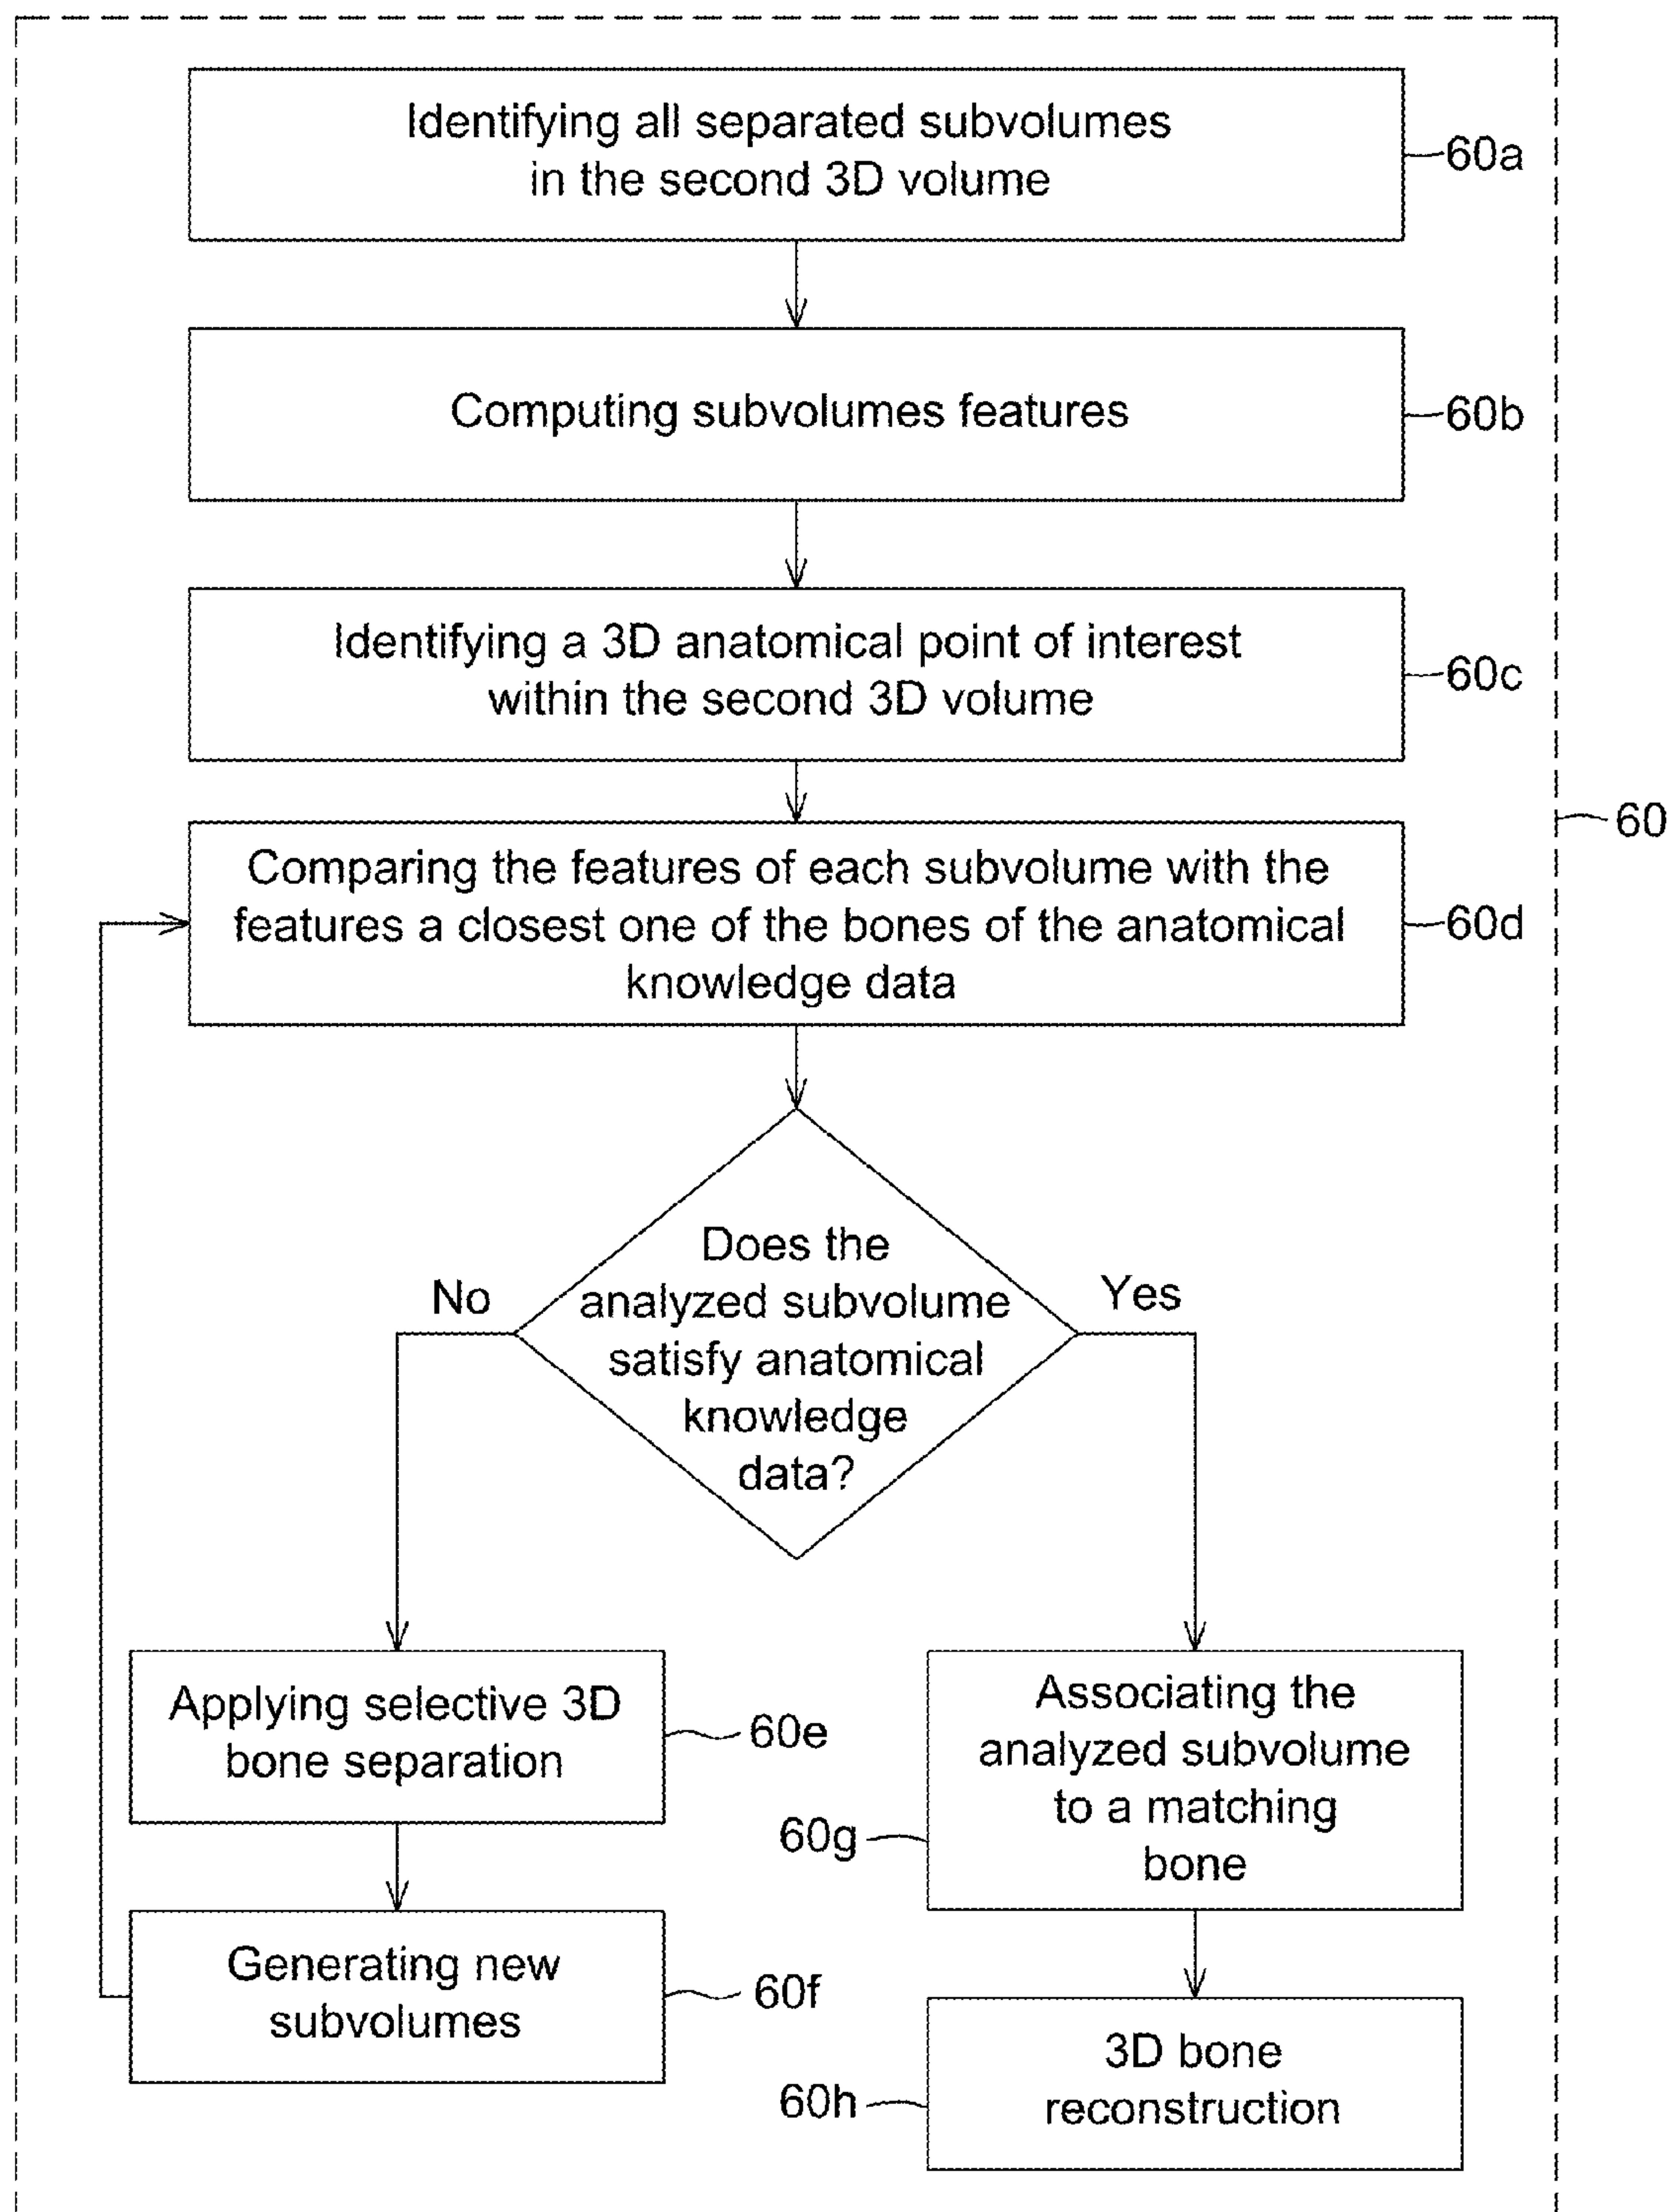 Identifying all separated subvolumes
in the second 3D volume
60a
Computing subvolumes features
60b
Identifying a 3D anatomical point of interest
within the second 3D volume
60c
60
Comparing the features of each subvolume with the
features a closest one of the bones of the anatomical
knowledge data
60d
Does the
analyzed subvolume
satisfy anatomical
knowledge
data?
No
Yes
Applying selective 3D
bone separation
60e
Generating new
subvolumes
60f
Associating the
analyzed subvolume
to a matching
bone
60g
3D bone
reconstruction
60h